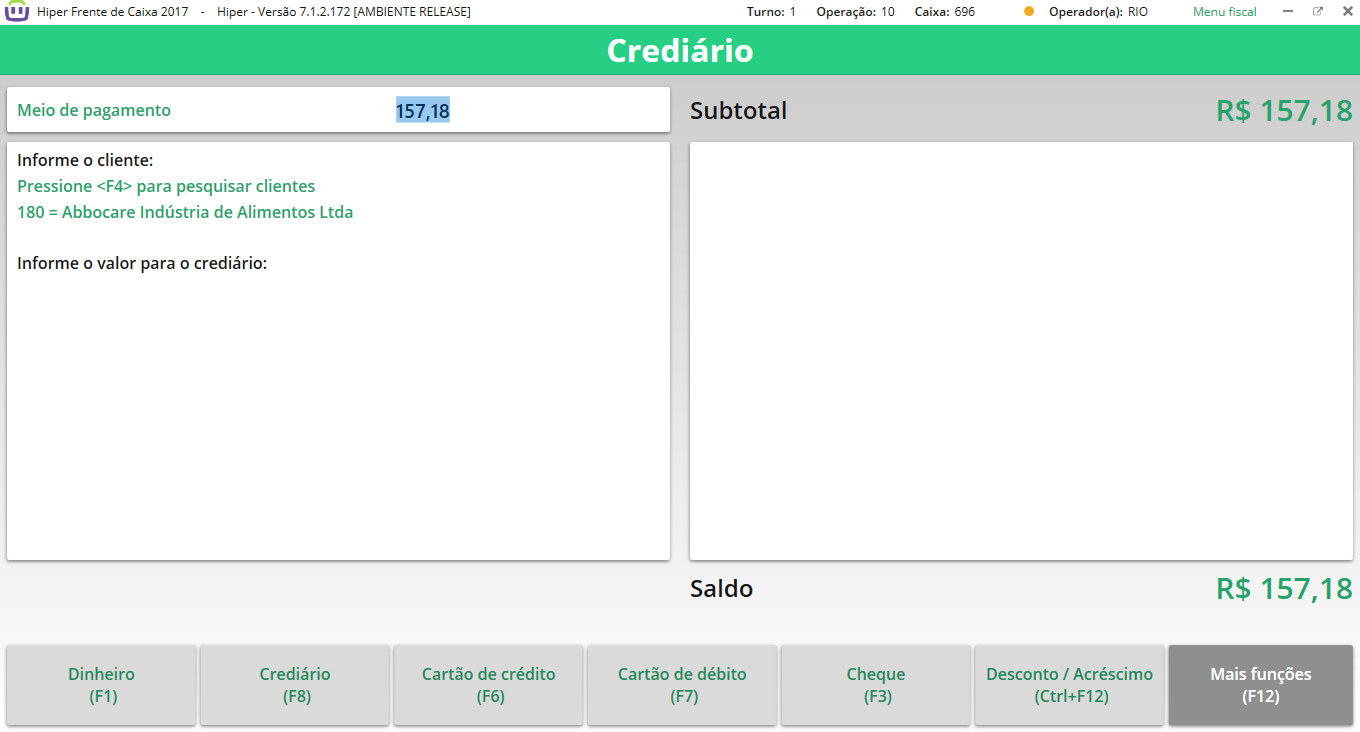 Hiper Frente de Caixa 2017 - Hiper - Versão 7.1.2.172 [AMBIENTE RELEASE] Turno: 1 Operação: 10 Caixa: 696 Operador(a): RIO Menu fiscal
Crediário
Meio de pagamento 157,18
Subtotal R$ 157,18
Informe o cliente:
Pressione <F4> para pesquisar clientes
180 = Abbocare Indústria de Alimentos Ltda
Informe o valor para o crediário:
Saldo R$ 157,18
Dinheiro
(F1)
Crediário
(F8)
Cartão de crédito
(F6)
Cartão de débito
(F7)
Cheque
(F3)
Desconto / Acréscimo
(Ctrl+F12)
Mais funções
(F12)